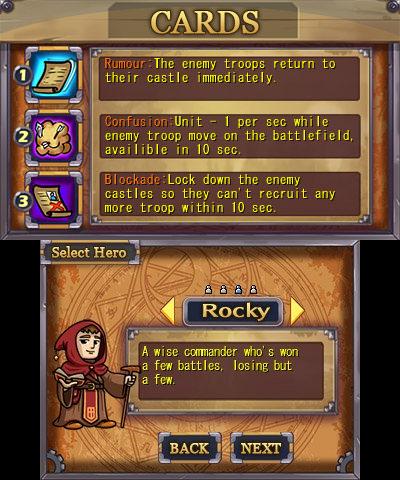 CARDS
1
Rumour:The enemy troops return to
their castle immediately.
2
Confusion:Unit - 1 per sec while
enemy troop move on the battlefield,
availible in 10 sec.
3
Blockade:Lock down the enemy
castles so they can't recruit any
more troop within 10 sec.
Select Hero
Rocky
A wise commander who's won
a few battles, losing but
a few.
BACK
NEXT